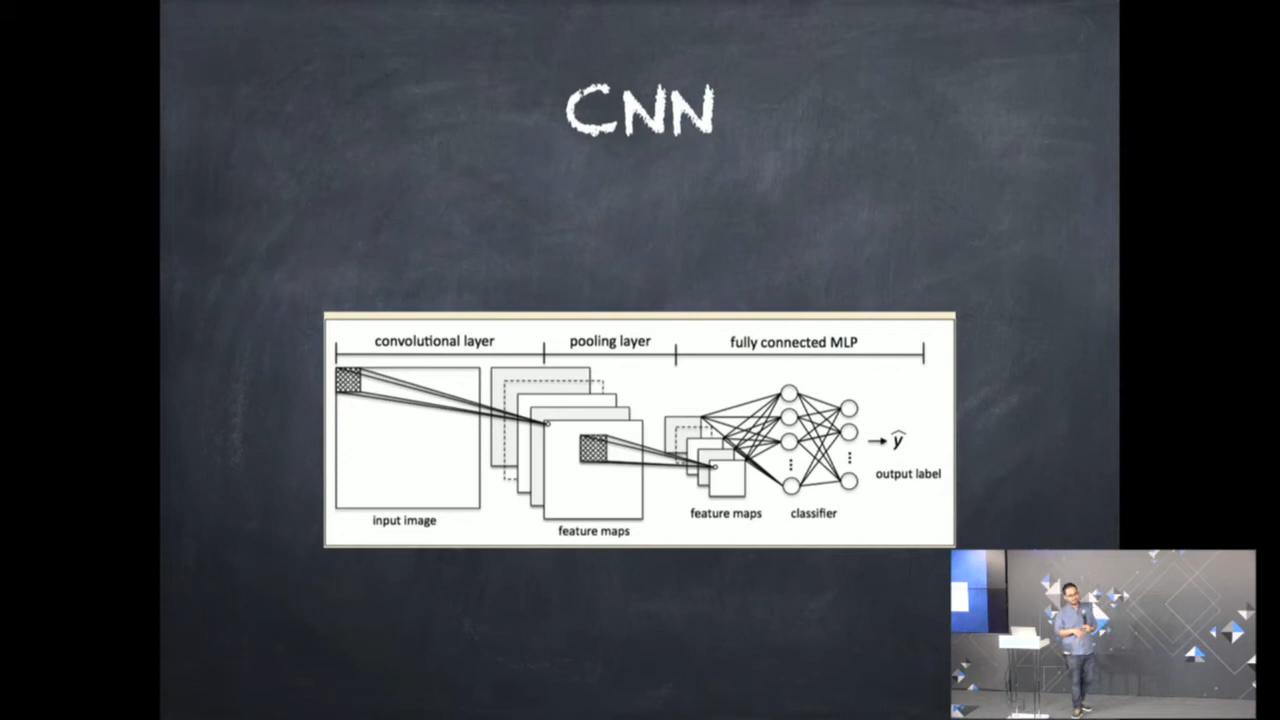 CNN
convolutional layer
pooling layer
fully connected MLP
ŷ
output label
input image
feature maps
feature maps
classifier